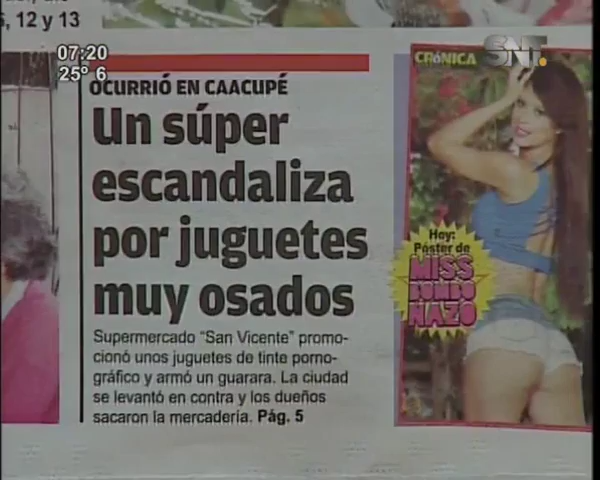 5, 12 y 13
07:20
25° 6
SNT.
CRóNICA
OCURRIÓ EN CAACUPÉ
Un súper
escandaliza
por juguetes
muy osados
Supermercado “San Vicente” promo-
cionó unos juguetes de tinte porno-
gráfico y armó un guarara. La ciudad
se levantó en contra y los dueños
sacaron la mercadería. Pág. 5
Hoy:
Póster de
MISS
BOMBO
HAZO